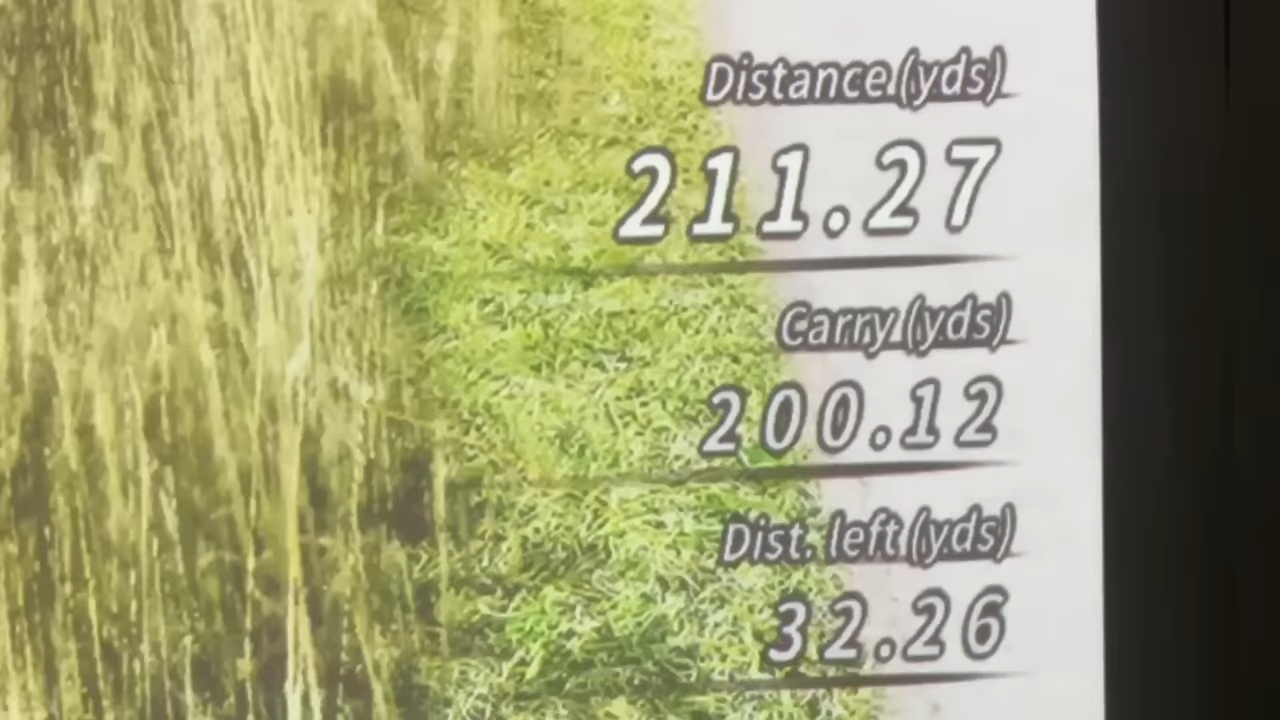 Distance (yds)
211.27
Carry (yds)
200.12
Dist. left (yds)
32.26